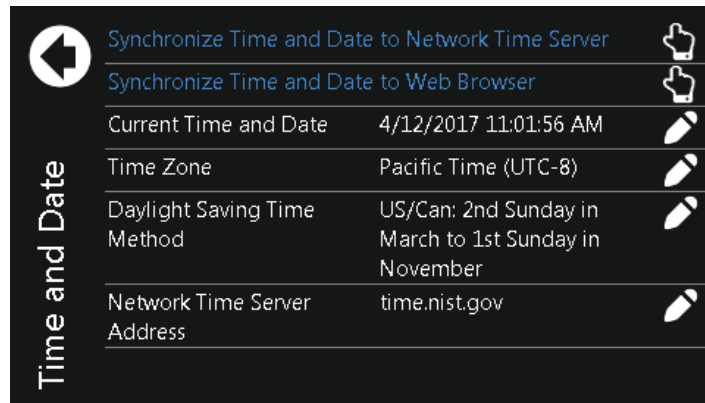 Synchronize Time and Date to Network Time Server
Synchronize Time and Date to Web Browser
Current Time and Date 4/12/2017 11:01:56 AM
Time Zone Pacific Time (UTC-8)
Daylight Saving Time US/Can: 2nd Sunday in
Method March to 1st Sunday in
November
Network Time Server time.nist.gov
Address
Time and Date